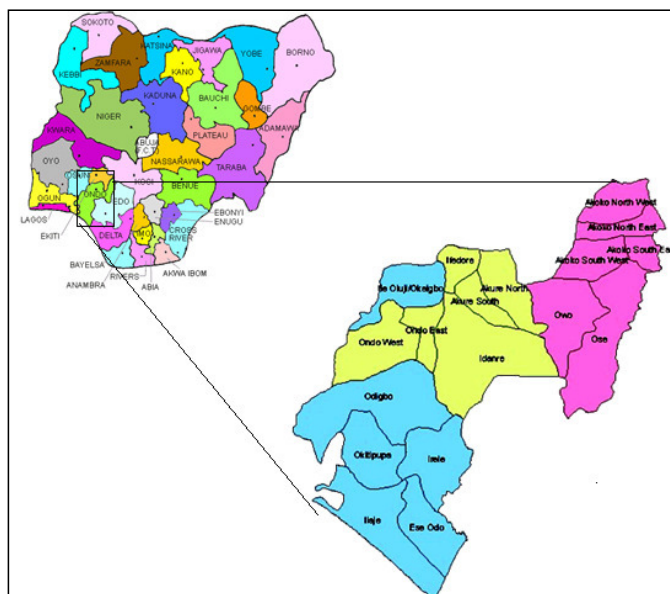 SOKOTO
KATSINA
JIGAWA
YOBE
BORNO
ZAMFARA
KEBBI
KANO
BAUCHI
GOMBE
KADUNA
NIGER
ADAMAWA
PLATEAU
KWARA
ABUJA
(F.C.T)
NASSARAWA
TARABA
OYO
OSUN
KOGI
BENUE
ONDO
OGUN
EDO
LAGOS
EBONYI
ENUGU
EKITI
IMO
CROSS
RIVER
DELTA
BAYELSA
RIVERS
AKWA IBOM
ANAMBRA
ABIA
Akoko North West
Akoko North East
Akoko South Ea
Akoko South West
Ifedore
Ile Oluji/Okeigbo
Akure North
Akure South
Owo
Ose
Ondo East
Ondo West
Idanre
Odigbo
Okitipupa
Irele
Ilaje
Ese Odo